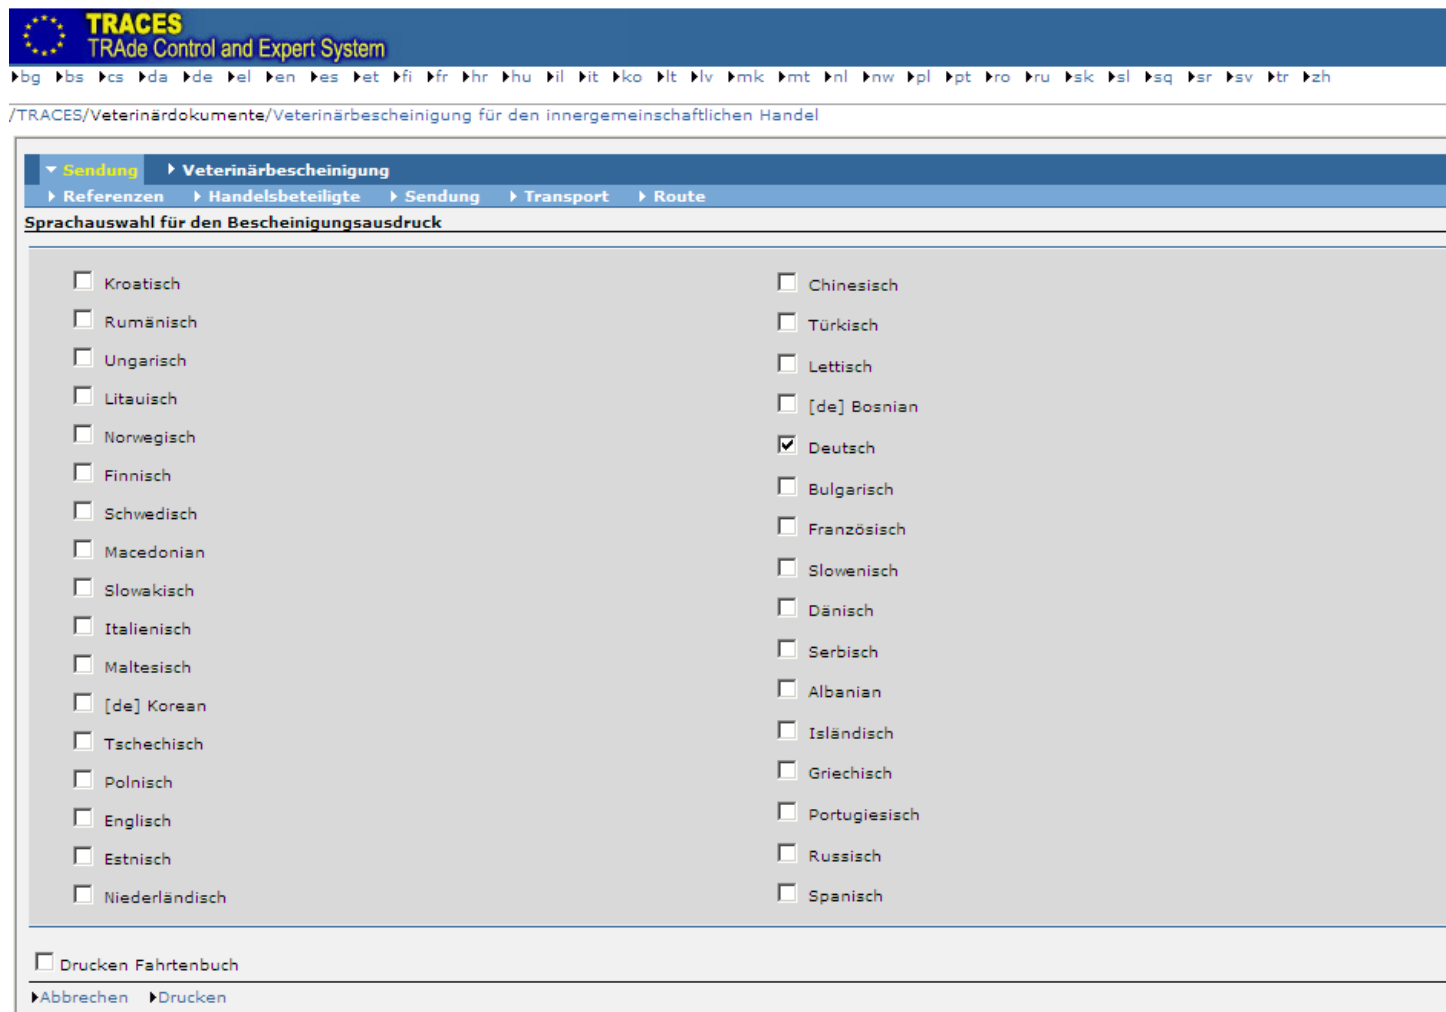 TRACES
TRAde Control and Expert System
bg bs cs da de el en es et fi fr hr hu il it ko lt lv mk mt nl nw pl pt ro ru sk sl sq sr sv tr zh
/TRACES/Veterinärdokumente/Veterinärbescheinigung für den innergemeinschaftlichen Handel
Sendung Veterinärbescheinigung
Referenzen Handelsbeteiligte Sendung Transport Route
Sprachauswahl für den Bescheinigungsausdruck
Kroatisch
Rumänisch
Ungarisch
Litauisch
Norwegisch
Finnisch
Schwedisch
Macedonian
Slowakisch
Italienisch
Maltesisch
[de] Korean
Tschechisch
Polnisch
Englisch
Estnisch
Niederländisch
Chinesisch
Türkisch
Lettisch
[de] Bosnian
Deutsch
Bulgarisch
Französisch
Slowenisch
Dänisch
Serbisch
Albanian
Isländisch
Griechisch
Portugiesisch
Russisch
Spanisch
Drucken Fahrtenbuch
Abbrechen Drucken